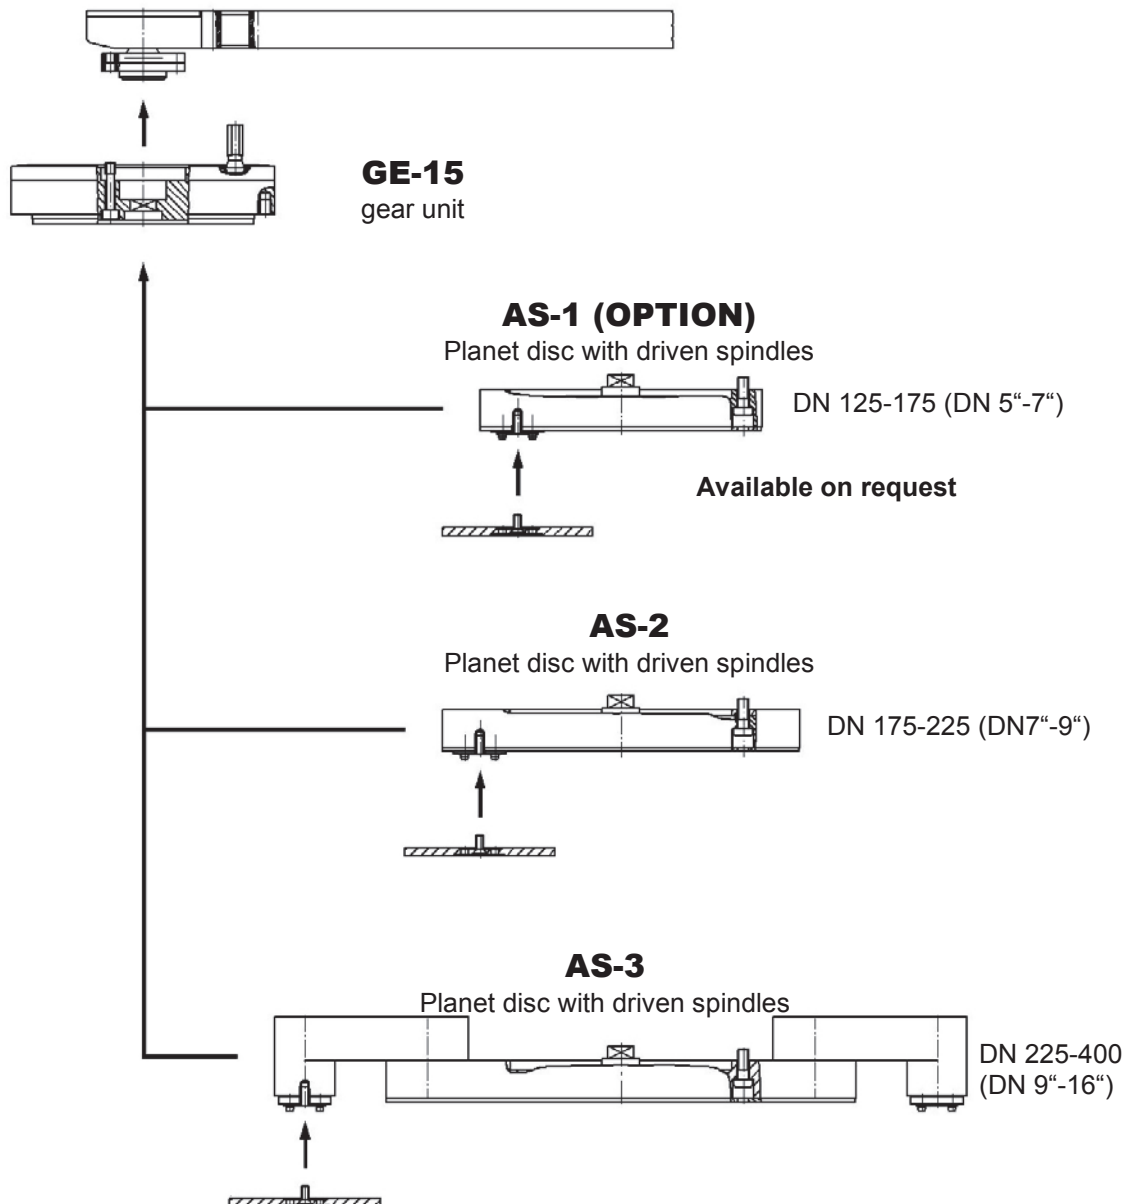 GE-15
gear unit
AS-1 (OPTION)
Planet disc with driven spindles
DN 125-175 (DN 5“-7“)
Available on request
AS-2
Planet disc with driven spindles
DN 175-225 (DN7“-9“)
AS-3
Planet disc with driven spindles
DN 225-400
(DN 9“-16“)